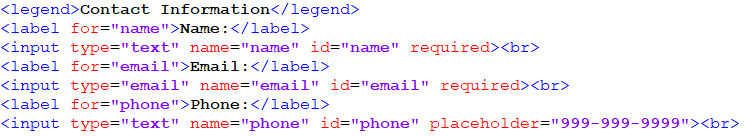 <legend>Contact Information</legend>
<label for="name">Name:</label>
<input type="text" name="name" id="name" required><br>
<label for="email">Email:</label>
<input type="email" name="email" id="email" required><br>
<label for="phone">Phone:</label>
<input type="text" name="phone" id="phone" placeholder="999-999-9999"><br>